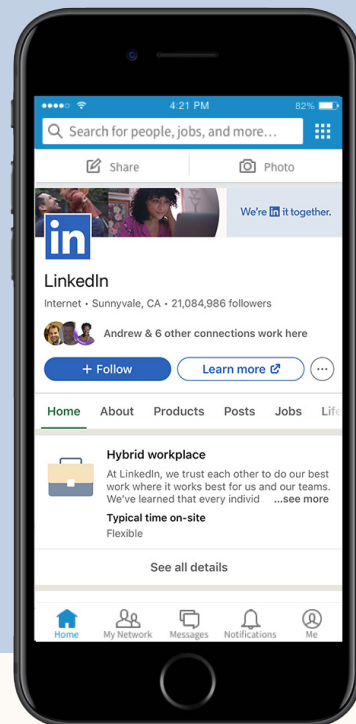 4:21 PM
82%
Search for people, jobs, and more...
Share
Photo
We're in it together.
in
LinkedIn
Internet • Sunnyvale, CA • 21,084,986 followers
Andrew & 6 other connections work here
+ Follow
Learn more
Home About Products Posts Jobs Life
Hybrid workplace
At LinkedIn, we trust each other to do our best
work where it works best for us and our teams.
We've learned that every individ ...see more
Typical time on-site
Flexible
See all details
Home My Network Messages Notifications Me